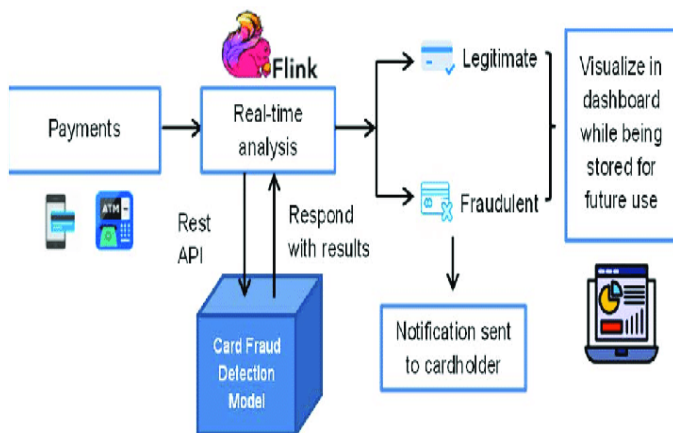 Flink
Payments
Real-time
analysis
Legitimate
Fraudulent
Visualize in
dashboard
while being
stored for
future use
ATM
Rest
API
Respond
with results
Card Fraud
Detection
Model
Notification sent
to cardholder